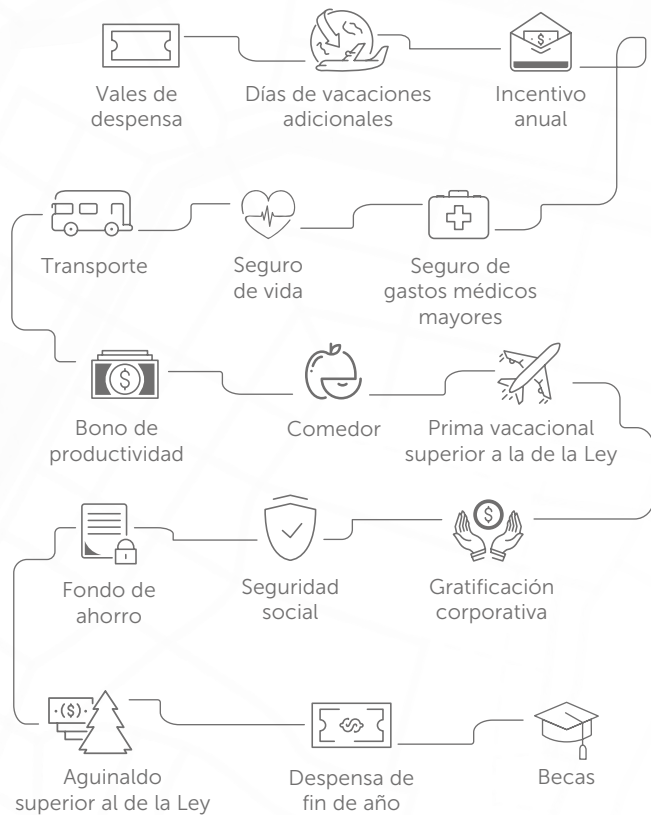 Vales de
despensa
Días de vacaciones
adicionales
$
Incentivo
anual
Transporte
Seguro
de vida
Seguro de
gastos médicos
mayores
$
Bono de
productividad
Comedor
Prima vacacional
superior a la de la Ley
Fondo de
ahorro
Seguridad
social
$
Gratificación
corporativa
($)
Aguinaldo
superior al de la Ley
$
Despensa de
fin de año
Becas